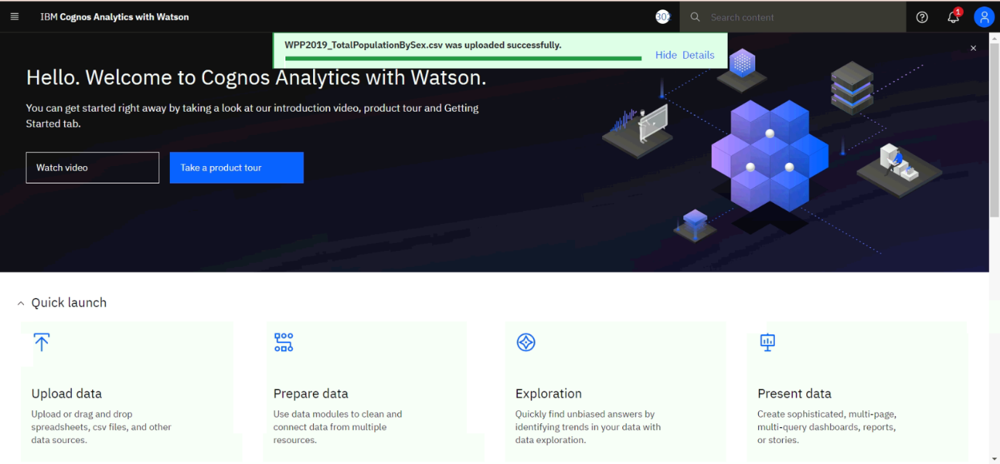 IBM Cognos Analytics with Watson
302
Search content
1
WPP2019_TotalPopulationBySex.csv was uploaded successfully.
Hide Details
Hello. Welcome to Cognos Analytics with Watson.
You can get started right away by taking a look at our introduction video, product tour and Getting
Started tab.
Watch video
Take a product tour
Quick launch
Upload data
Upload or drag and drop
spreadsheets, csv files, and other
data sources.
Prepare data
Use data modules to clean and
connect data from multiple
resources.
Exploration
Quickly find unbiased answers by
identifying trends in your data with
data exploration.
Present data
Create sophisticated, multi-page,
multi-query dashboards, reports,
or stories.